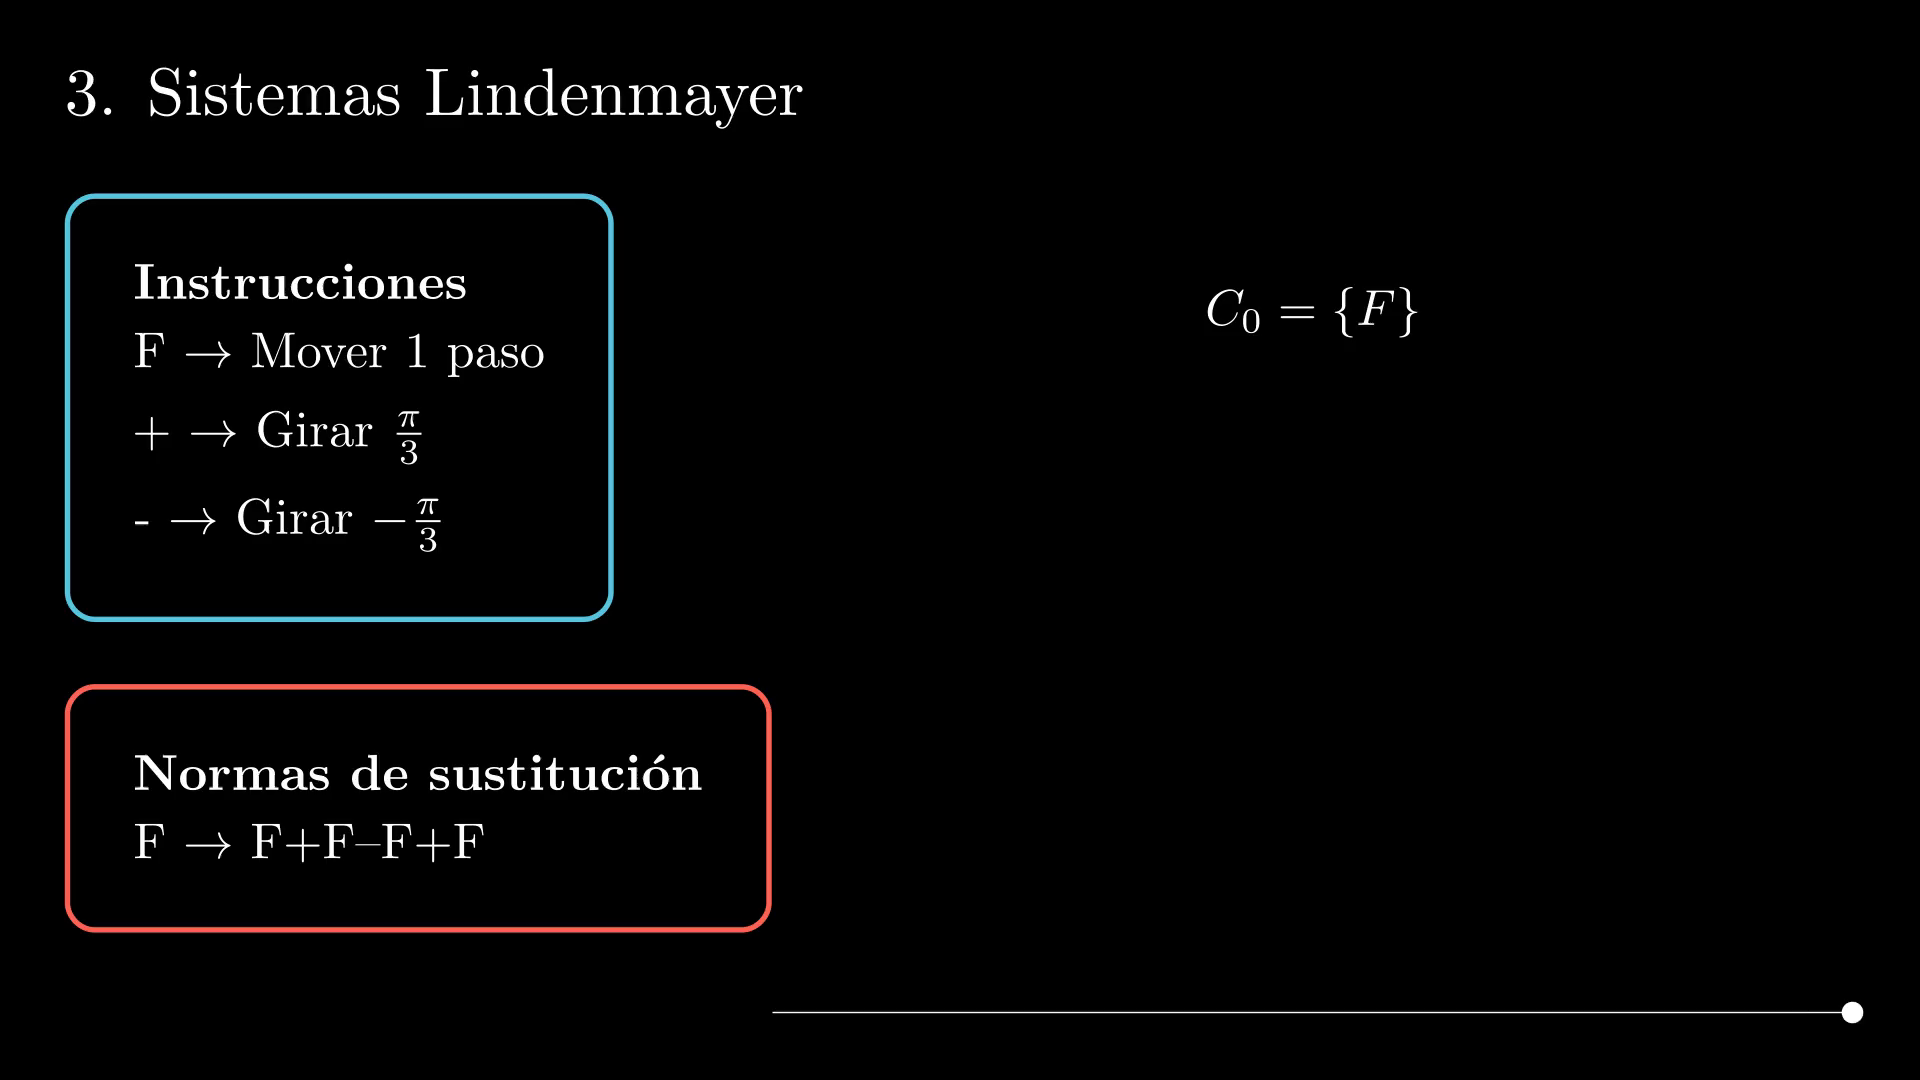 3. Sistemas Lindenmayer
Instrucciones
F → Mover 1 paso
+ → Girar π/3
- → Girar −π/3
C₀ = {F}
Normas de sustitución
F → F+F–F+F